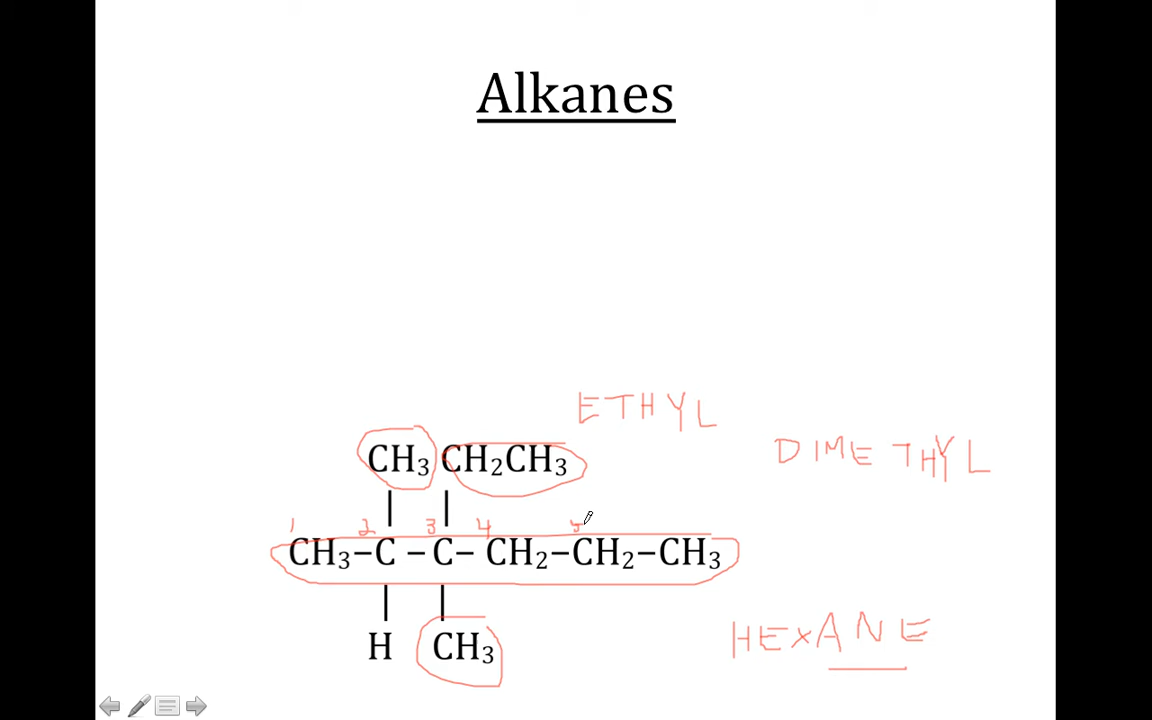 Alkanes
ETHYL
DIMETHYL
CH₃ CH₂CH₃
| |
1 2 3 4 5
CH₃–C –C– CH₂–CH₂–CH₃
| |
H CH₃
HEXANE